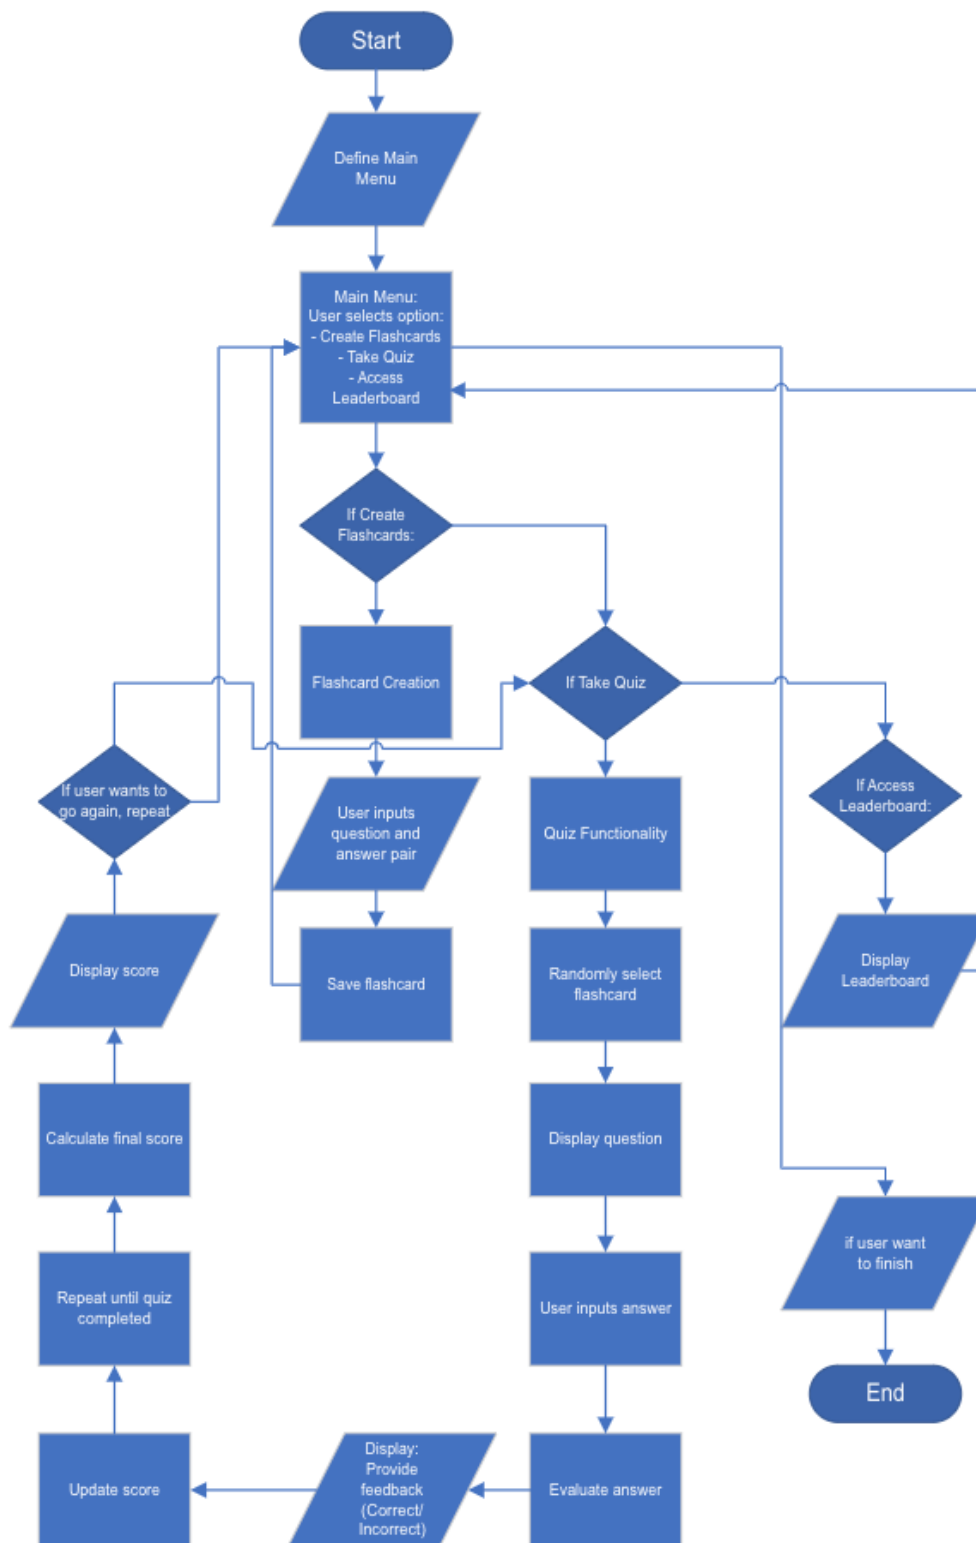 Start
Define Main
Menu
Main Menu:
User selects option:
- Create Flashcards
- Take Quiz
- Access
Leaderboard
If Create
Flashcards:
Flashcard Creation
If Take Quiz
If user wants to
go again, repeat
User inputs
question and
answer pair
Quiz Functionality
If Access
Leaderboard:
Display score
Save flashcard
Randomly select
flashcard
Display
Leaderboard
Calculate final score
Display question
if user want
to finish
Repeat until quiz
completed
User inputs answer
End
Update score
Display:
Provide
feedback
(Correct/
Incorrect)
Evaluate answer